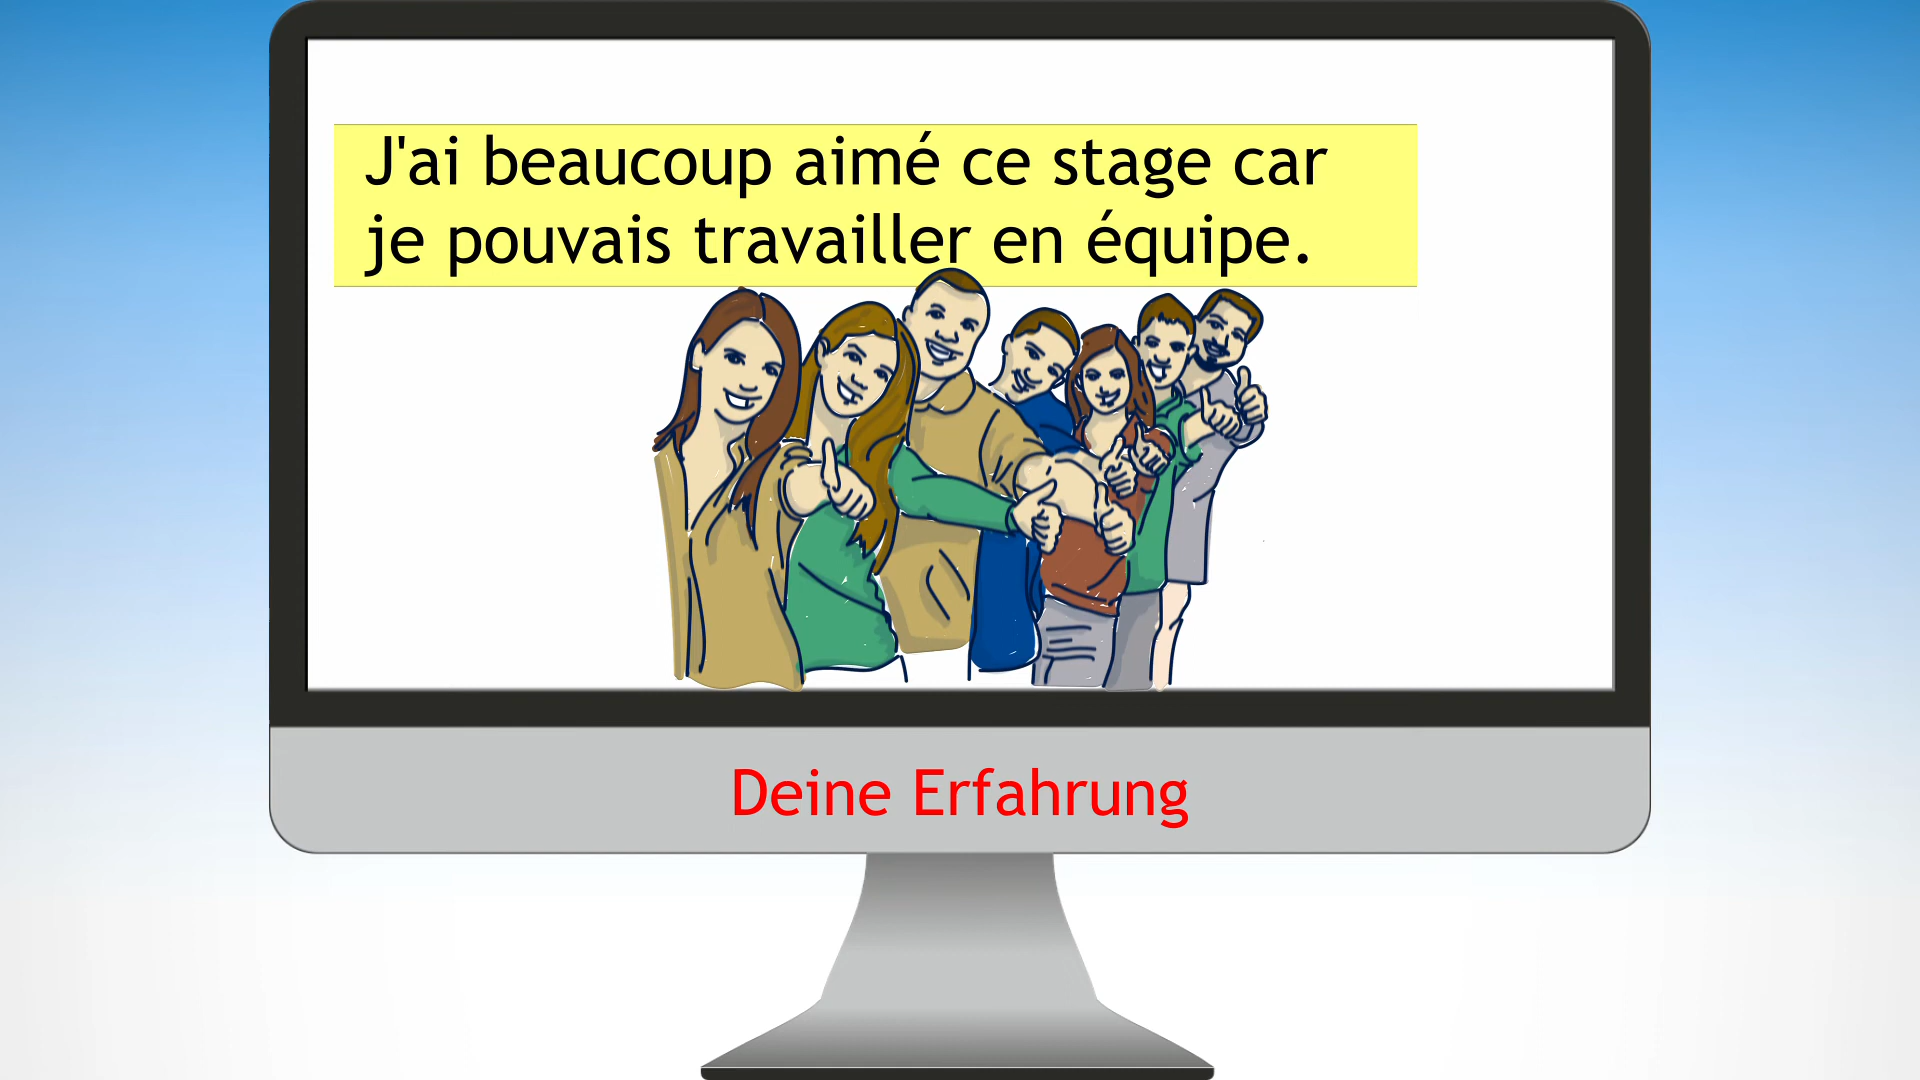 J'ai beaucoup aimé ce stage car
je pouvais travailler en équipe.
Deine Erfahrung